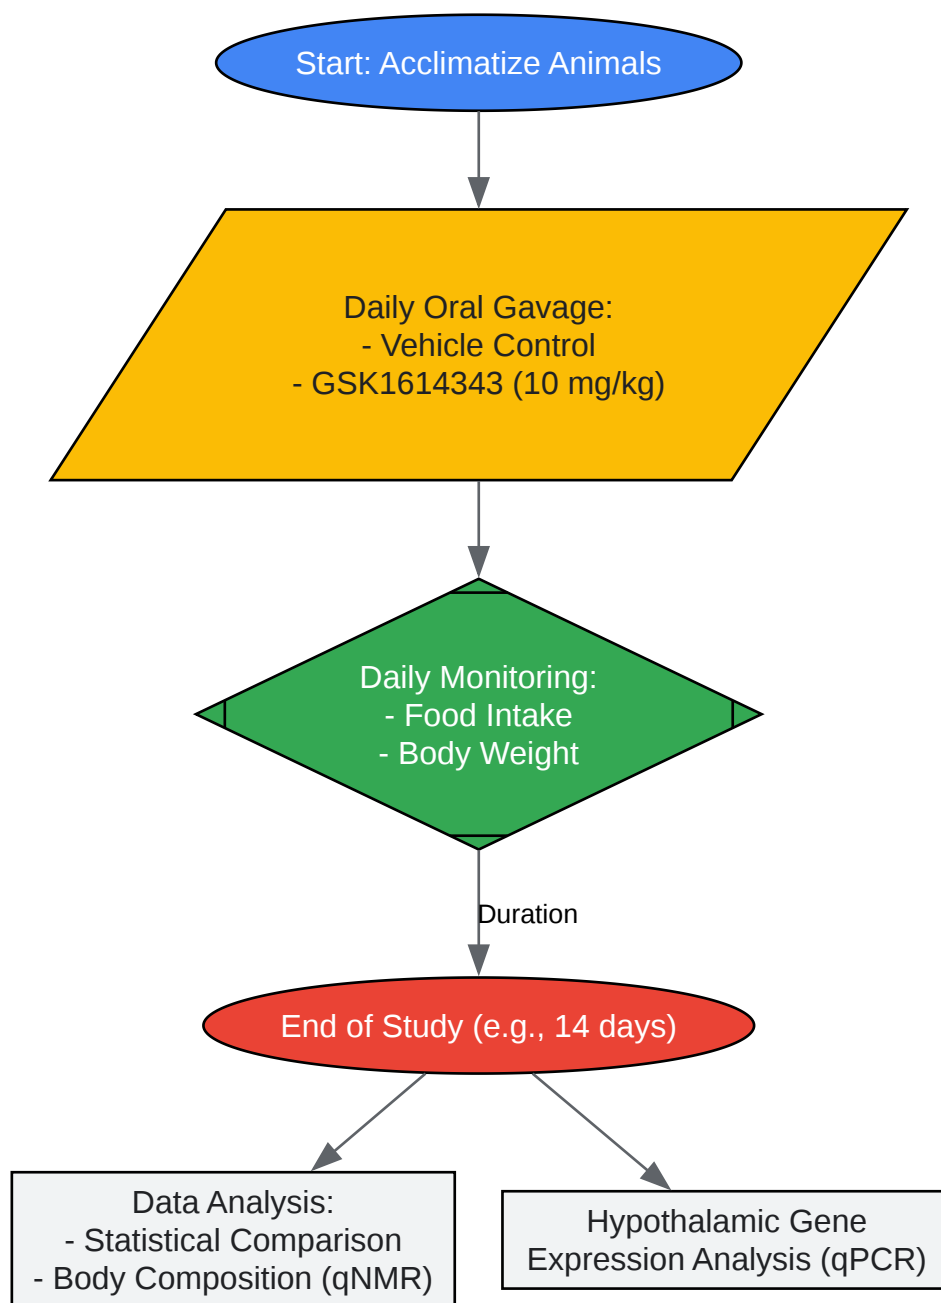 Start: Acclimatize Animals
Daily Oral Gavage:
- Vehicle Control
- GSK1614343 (10 mg/kg)
Daily Monitoring:
- Food Intake
- Body Weight
Duration
End of Study (e.g., 14 days)
Data Analysis:
- Statistical Comparison
- Body Composition (qNMR)
Hypothalamic Gene
Expression Analysis (qPCR)